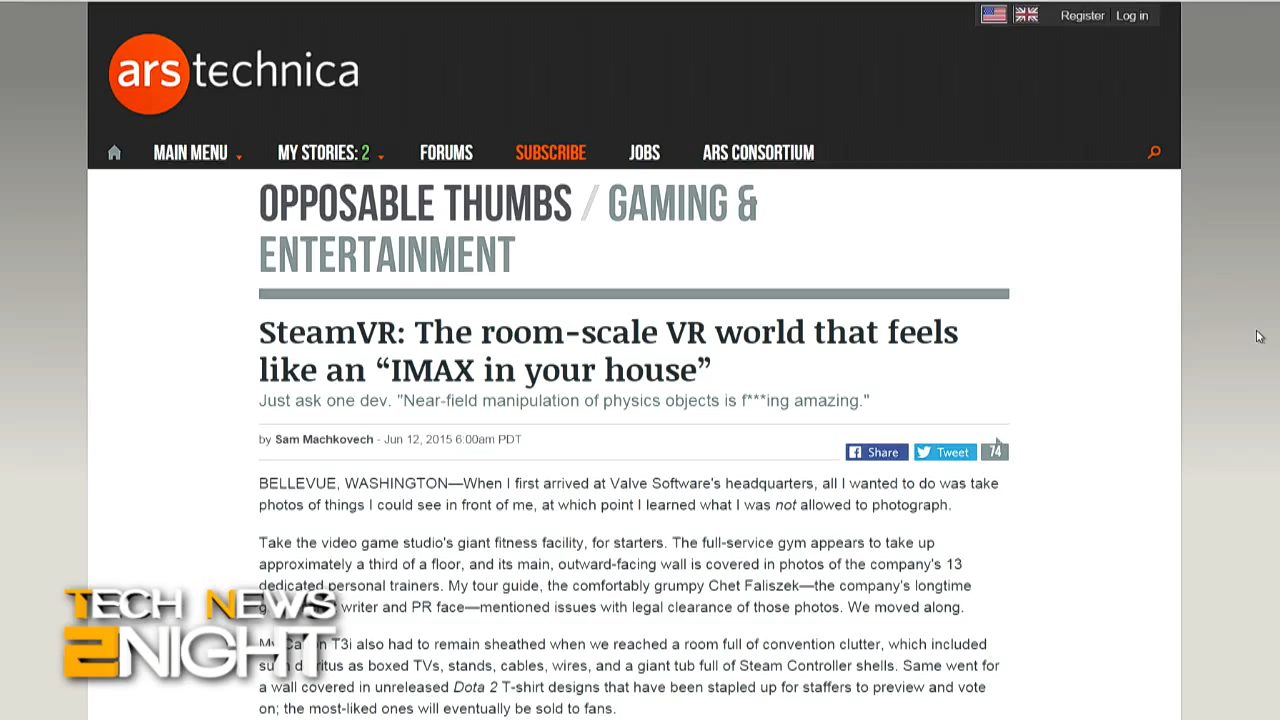 Register Log in
ars technica
MAIN MENU MY STORIES: 2 FORUMS SUBSCRIBE JOBS ARS CONSORTIUM
OPPOSABLE THUMBS / GAMING &
ENTERTAINMENT
SteamVR: The room-scale VR world that feels
like an “IMAX in your house”
Just ask one dev. "Near-field manipulation of physics objects is f***ing amazing."
by Sam Machkovech - Jun 12, 2015 6:00am PDT
Share Tweet 74
BELLEVUE, WASHINGTON—When I first arrived at Valve Software's headquarters, all I wanted to do was take
photos of things I could see in front of me, at which point I learned what I was not allowed to photograph.
Take the video game studio's giant fitness facility, for starters. The full-service gym appears to take up
approximately a third of a floor, and its main, outward-facing wall is covered in photos of the company's 13
dedicated personal trainers. My tour guide, the comfortably grumpy Chet Faliszek—the company's longtime
writer and PR face—mentioned issues with legal clearance of those photos. We moved along.
My T3i also had to remain sheathed when we reached a room full of convention clutter, which included
as boxed TVs, stands, cables, wires, and a giant tub full of Steam Controller shells. Same went for
a wall covered in unreleased Dota 2 T-shirt designs that have been stapled up for staffers to preview and vote
on; the most-liked ones will eventually be sold to fans.
TECH NEWS
2NIGHT